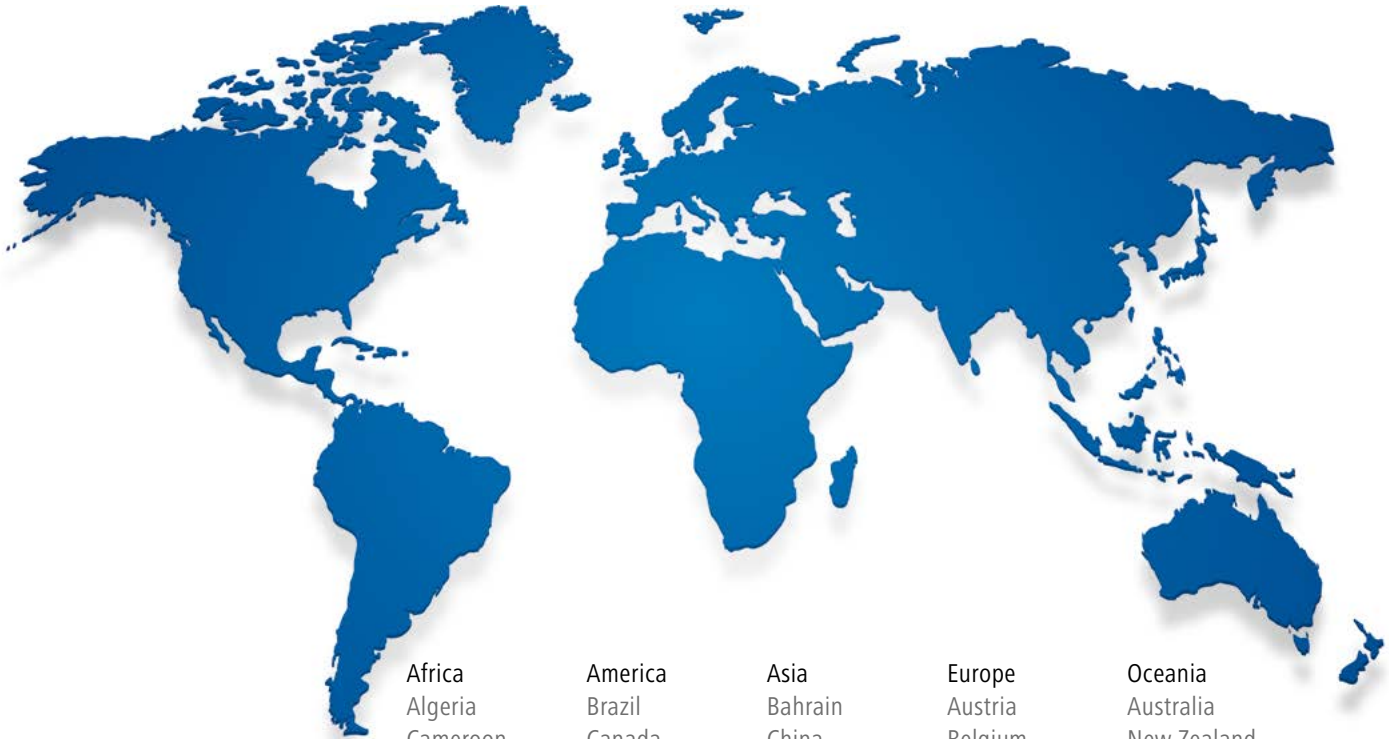 Africa America Asia Europe Oceania
Algeria Brazil Bahrain Austria Australia
Cameroon Canada China Belgium New Zealand